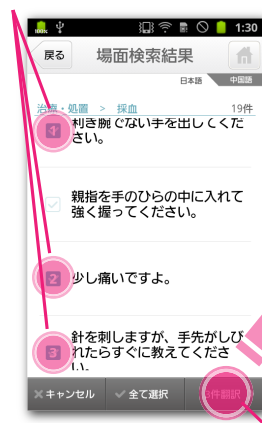 1:30
戻る
場面検索結果
日本語 中国語
治療・処置 > 採血 19件
1 利き腕でない手を出してくだ
さい。
親指を手のひらの中に入れて
強く握ってください。
2 少し痛いですよ。
3 針を刺しますが、手先がしび
れたらすぐに教えてくださ
い。
キャンセル 全て選択 3件翻訳